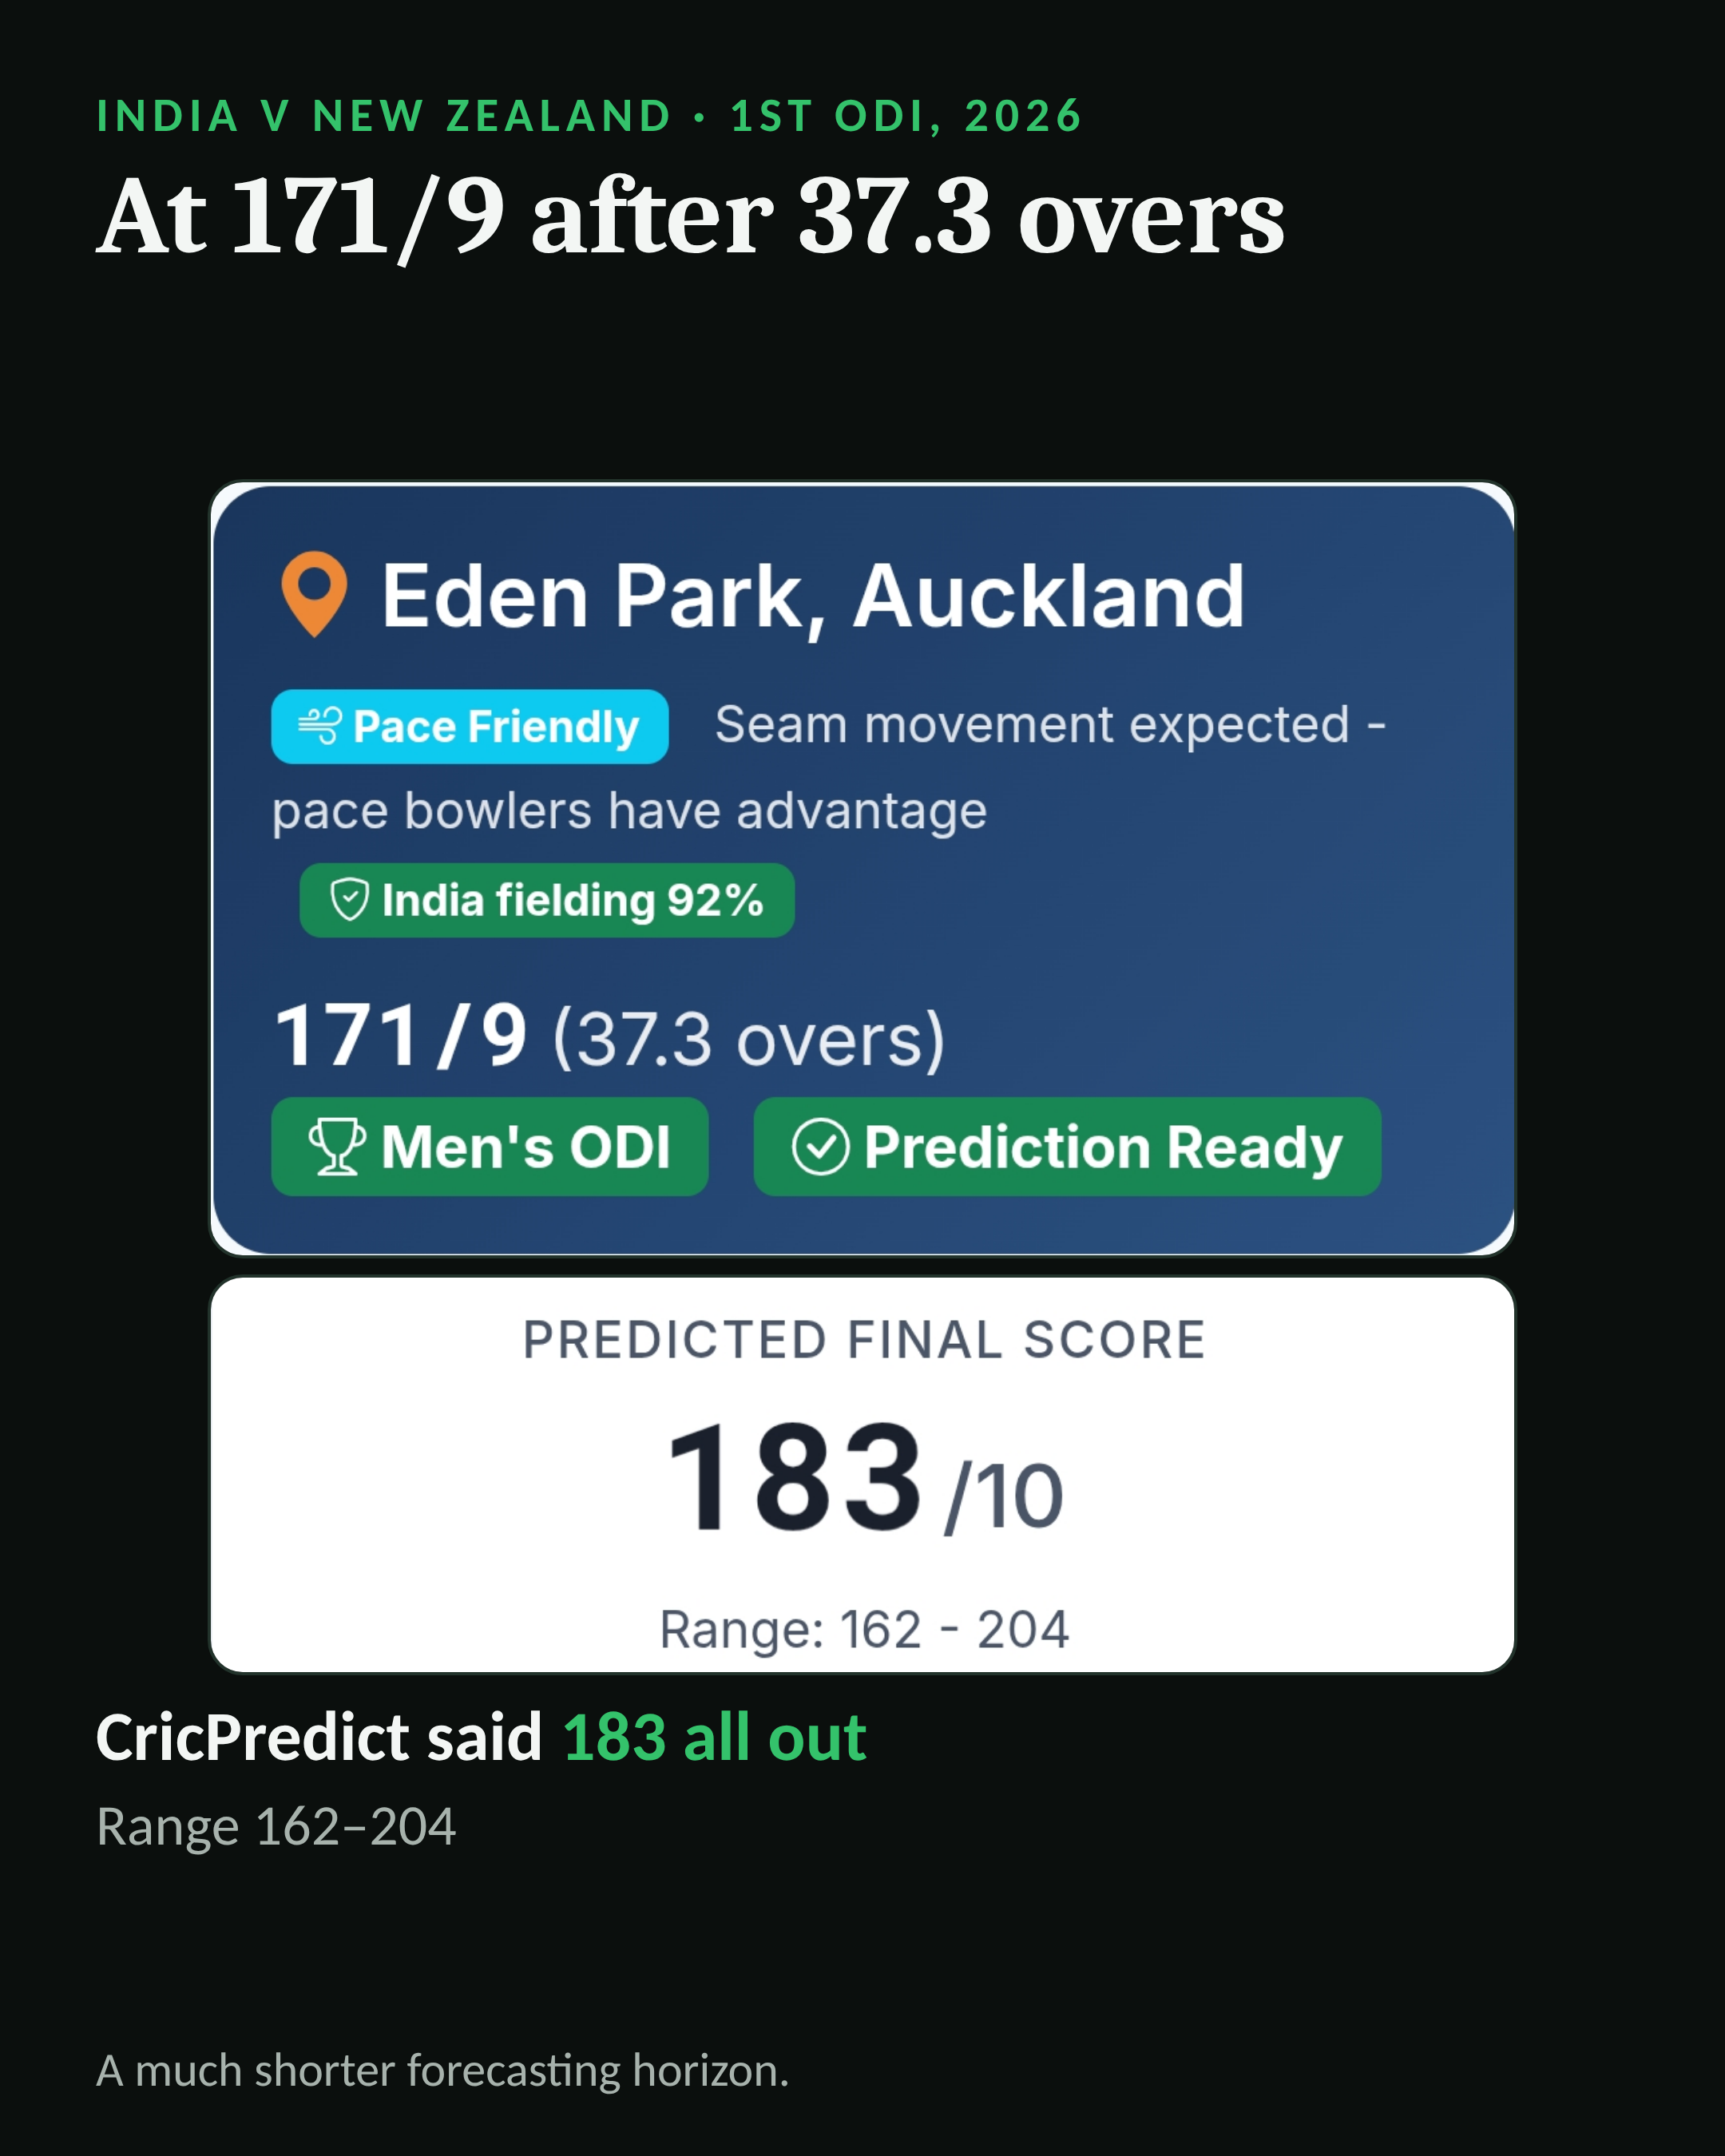 INDIA V NEW ZEALAND · 1ST ODI, 2026
At 171/9 after 37.3 overs
Eden Park, Auckland
Pace Friendly Seam movement expected -
pace bowlers have advantage
India fielding 92%
171/9 (37.3 overs)
Men's ODI Prediction Ready
PREDICTED FINAL SCORE
183/10
Range: 162 - 204
CricPredict said 183 all out
Range 162–204
A much shorter forecasting horizon.